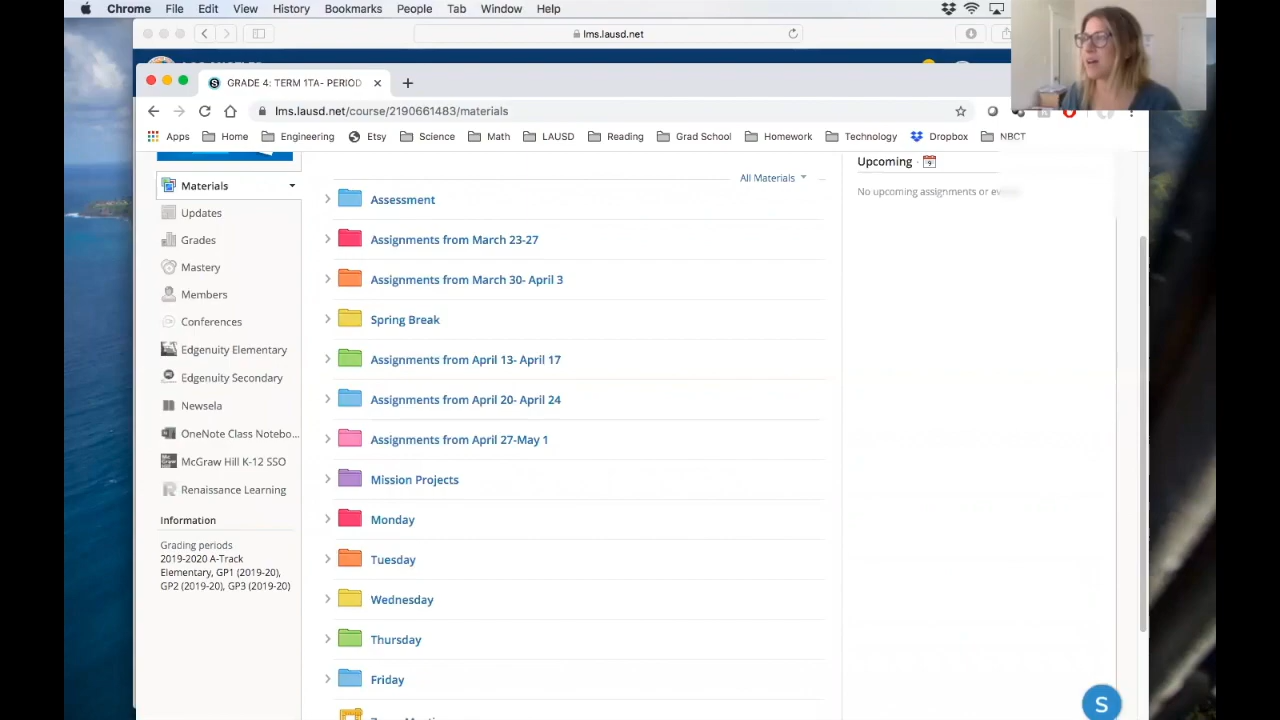 Chrome File Edit View History Bookmarks People Tab Window Help
lms.lausd.net
GRADE 4: TERM 1TA- PERIOD
lms.lausd.net/course/2190661483/materials
Apps Home Engineering Etsy Science Math LAUSD Reading Grad School Homework Technology Dropbox NBCT
Materials
Updates
Grades
Mastery
Members
Conferences
Edgenuity Elementary
Edgenuity Secondary
Newsela
OneNote Class Notebo...
McGraw Hill K-12 SSO
Renaissance Learning
Information
Grading periods
2019-2020 A-Track
Elementary, GP1 (2019-20),
GP2 (2019-20), GP3 (2019-20)
All Materials
Assessment
Assignments from March 23-27
Assignments from March 30- April 3
Spring Break
Assignments from April 13- April 17
Assignments from April 20- April 24
Assignments from April 27-May 1
Mission Projects
Monday
Tuesday
Wednesday
Thursday
Friday
Upcoming · 9
No upcoming assignments or
S